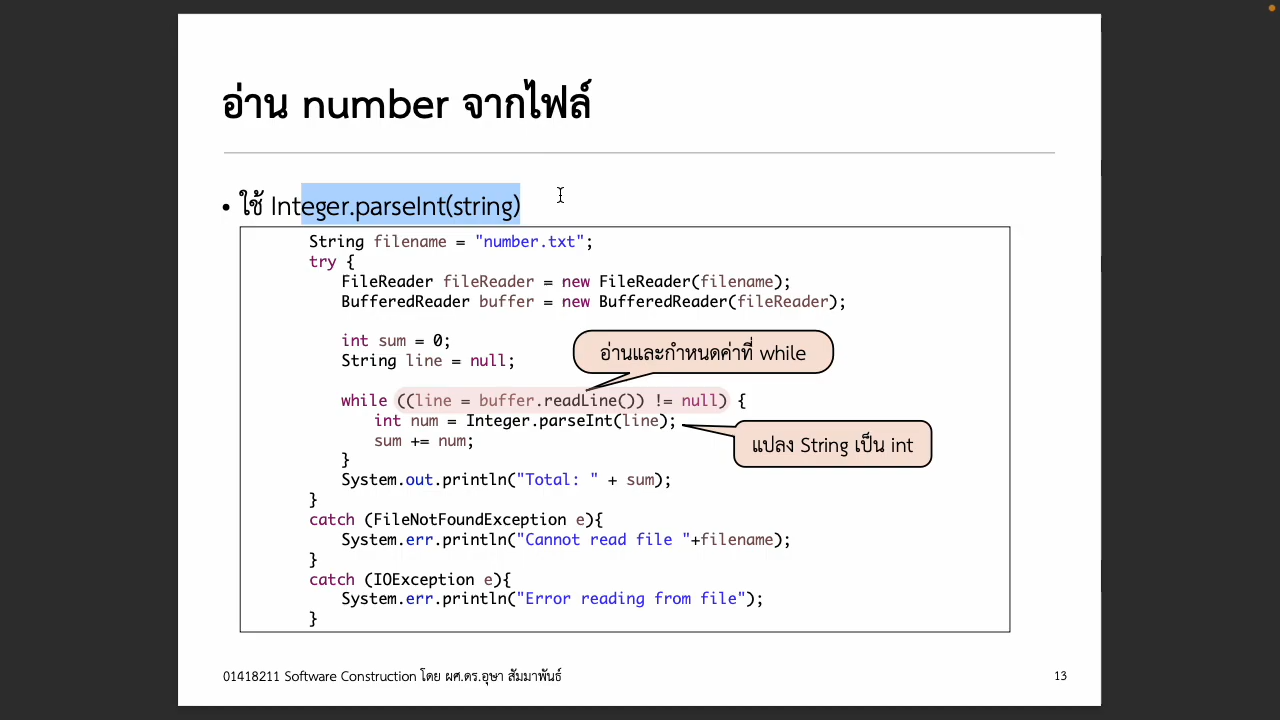 อ่าน number จากไฟล์
• ใช้ Integer.parseInt(string)
String filename = "number.txt";
try {
FileReader fileReader = new FileReader(filename);
BufferedReader buffer = new BufferedReader(fileReader);
int sum = 0;
String line = null;
อ่านและกำหนดค่าที่ while
while ((line = buffer.readLine()) != null) {
int num = Integer.parseInt(line);
sum += num;
แปลง String เป็น int
}
System.out.println("Total: " + sum);
}
catch (FileNotFoundException e){
System.err.println("Cannot read file "+filename);
}
catch (IOException e){
System.err.println("Error reading from file");
}
01418211 Software Construction โดย ผศ.ดร.อุษา สัมมาพันธ์
13